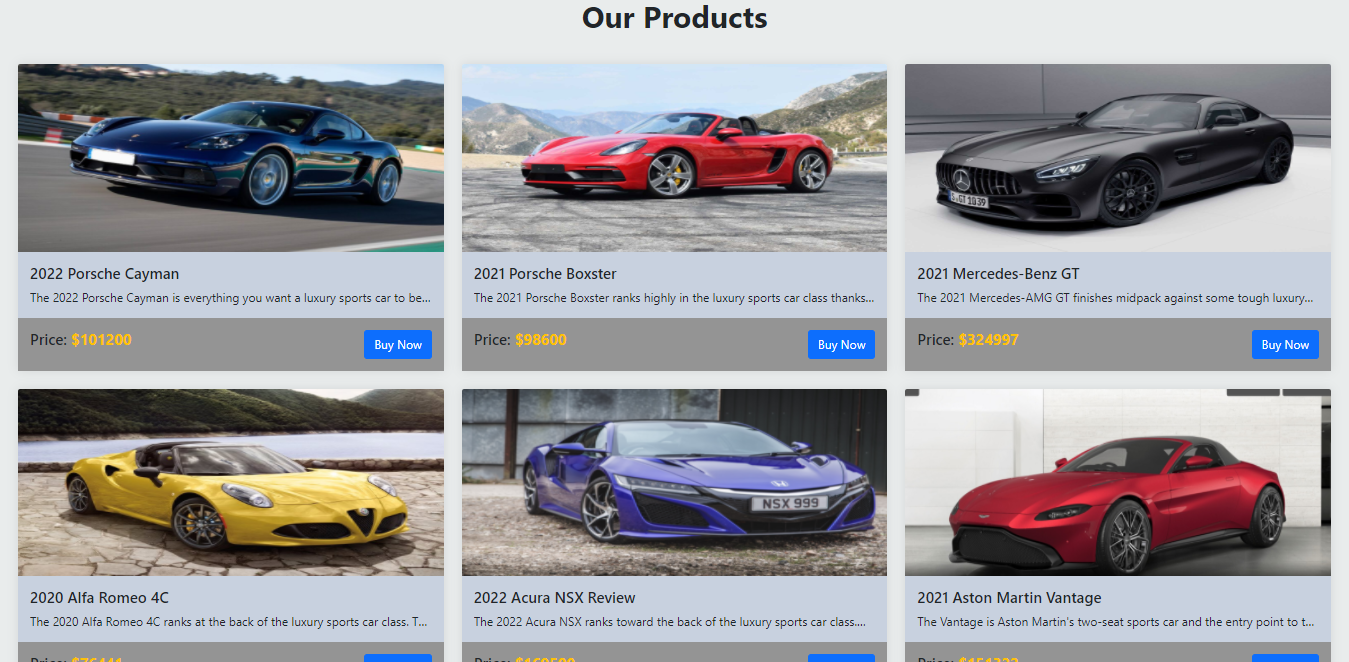 Our Products
2022 Porsche Cayman
The 2022 Porsche Cayman is everything you want a luxury sports car to be...
Price: $101200
Buy Now
2021 Porsche Boxster
The 2021 Porsche Boxster ranks highly in the luxury sports car class thanks...
Price: $98600
Buy Now
S·GT 1039
2021 Mercedes-Benz GT
The 2021 Mercedes-AMG GT finishes midpack against some tough luxury...
Price: $324997
Buy Now
2020 Alfa Romeo 4C
The 2020 Alfa Romeo 4C ranks at the back of the luxury sports car class. T...
Price:
NSX 999
2022 Acura NSX Review
The 2022 Acura NSX ranks toward the back of the luxury sports car class....
Price:
2021 Aston Martin Vantage
The Vantage is Aston Martin's two-seat sports car and the entry point to t...
Price: